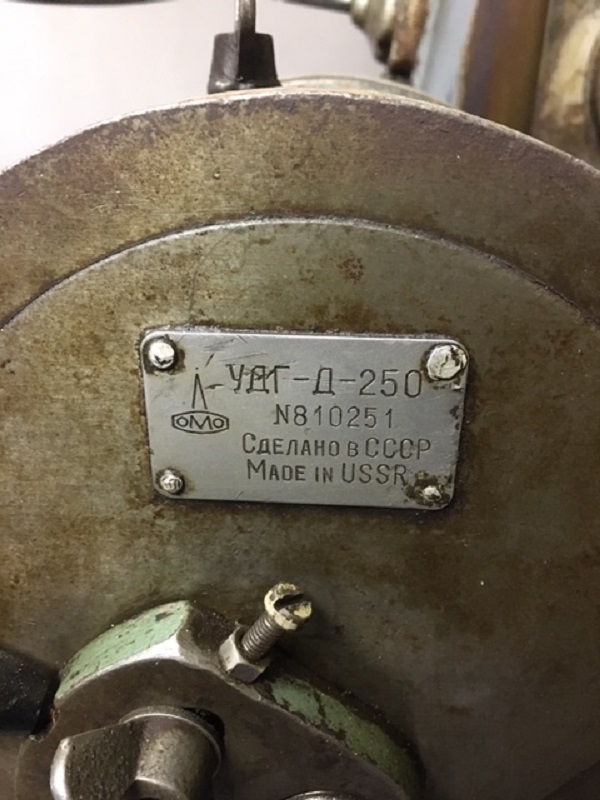 УДГ-Д-250
ОМО
N810251
СДЕЛАНО В СССР
MADE IN USSR